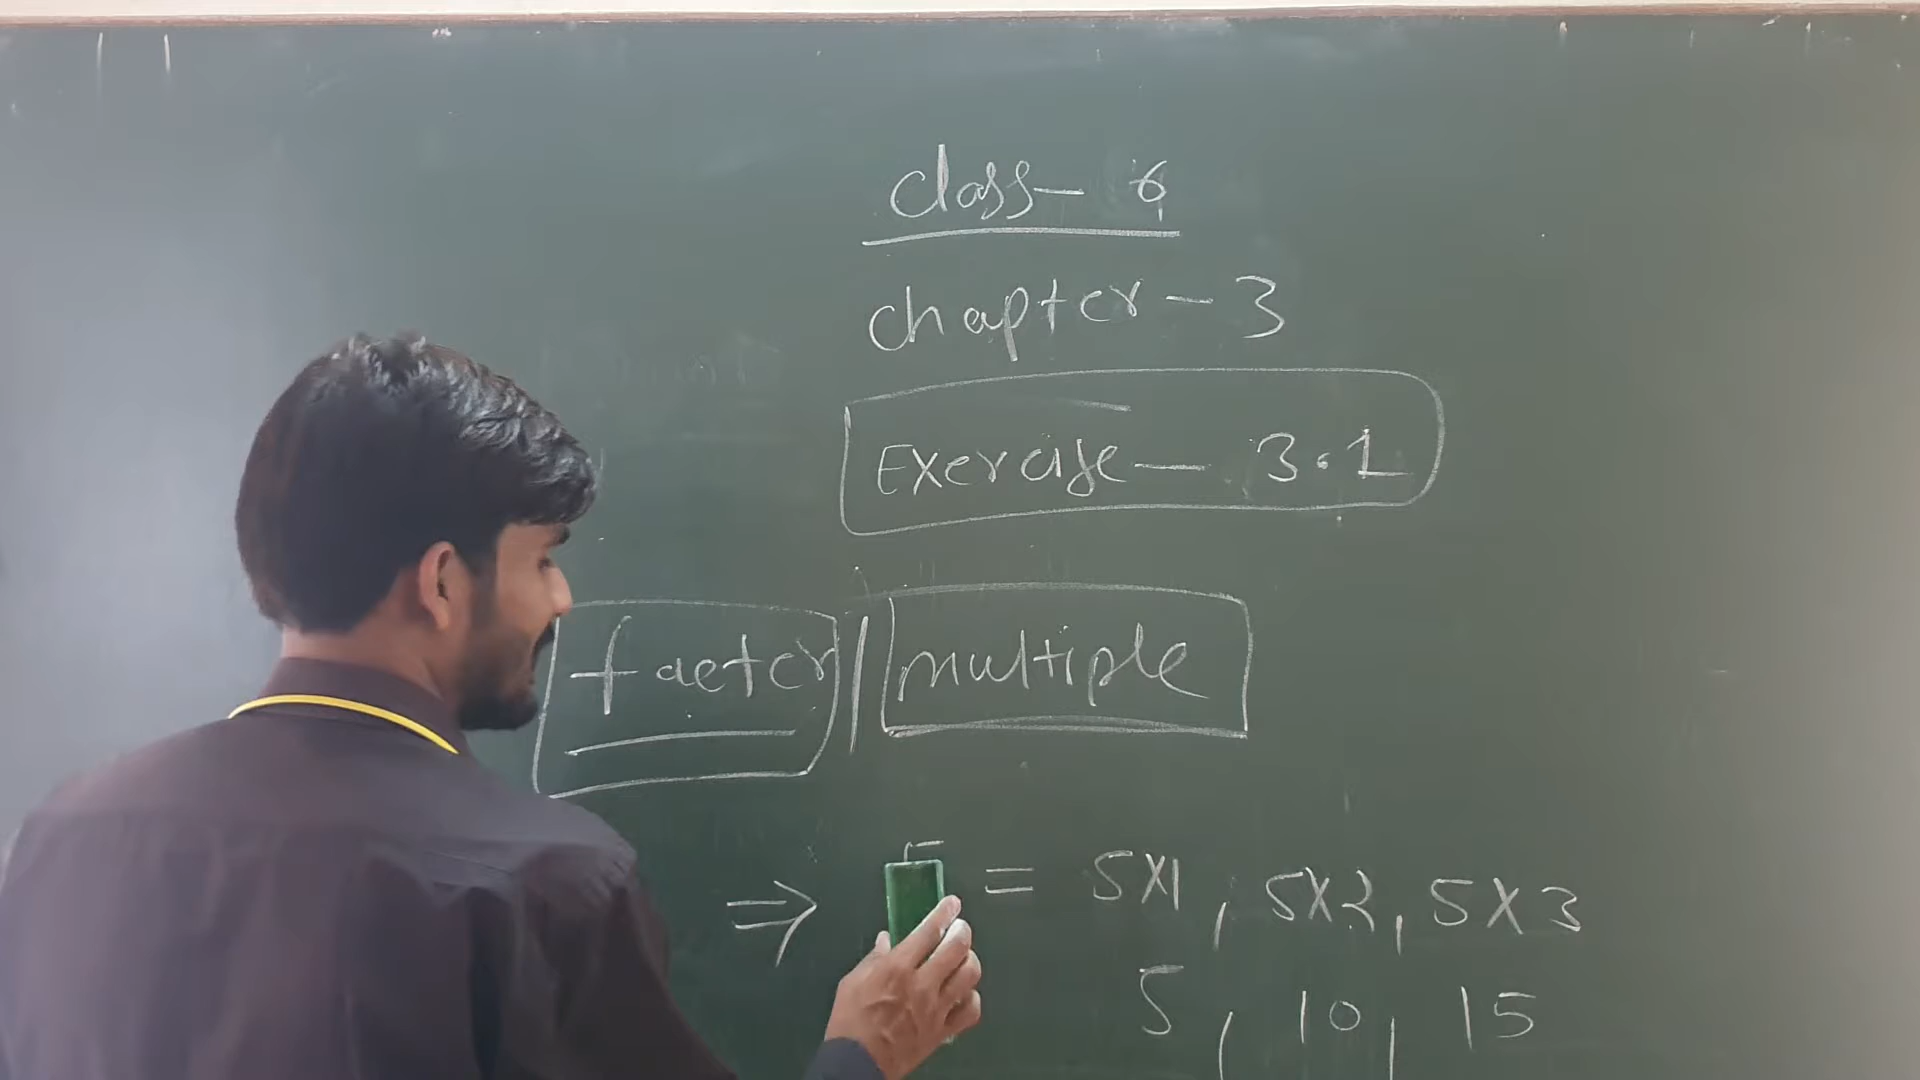 class- 6
chapter - 3
Exercise — 3.1
factor | multiple
⇒ 5 = 5X1, 5X2, 5X3
5, 10, 15